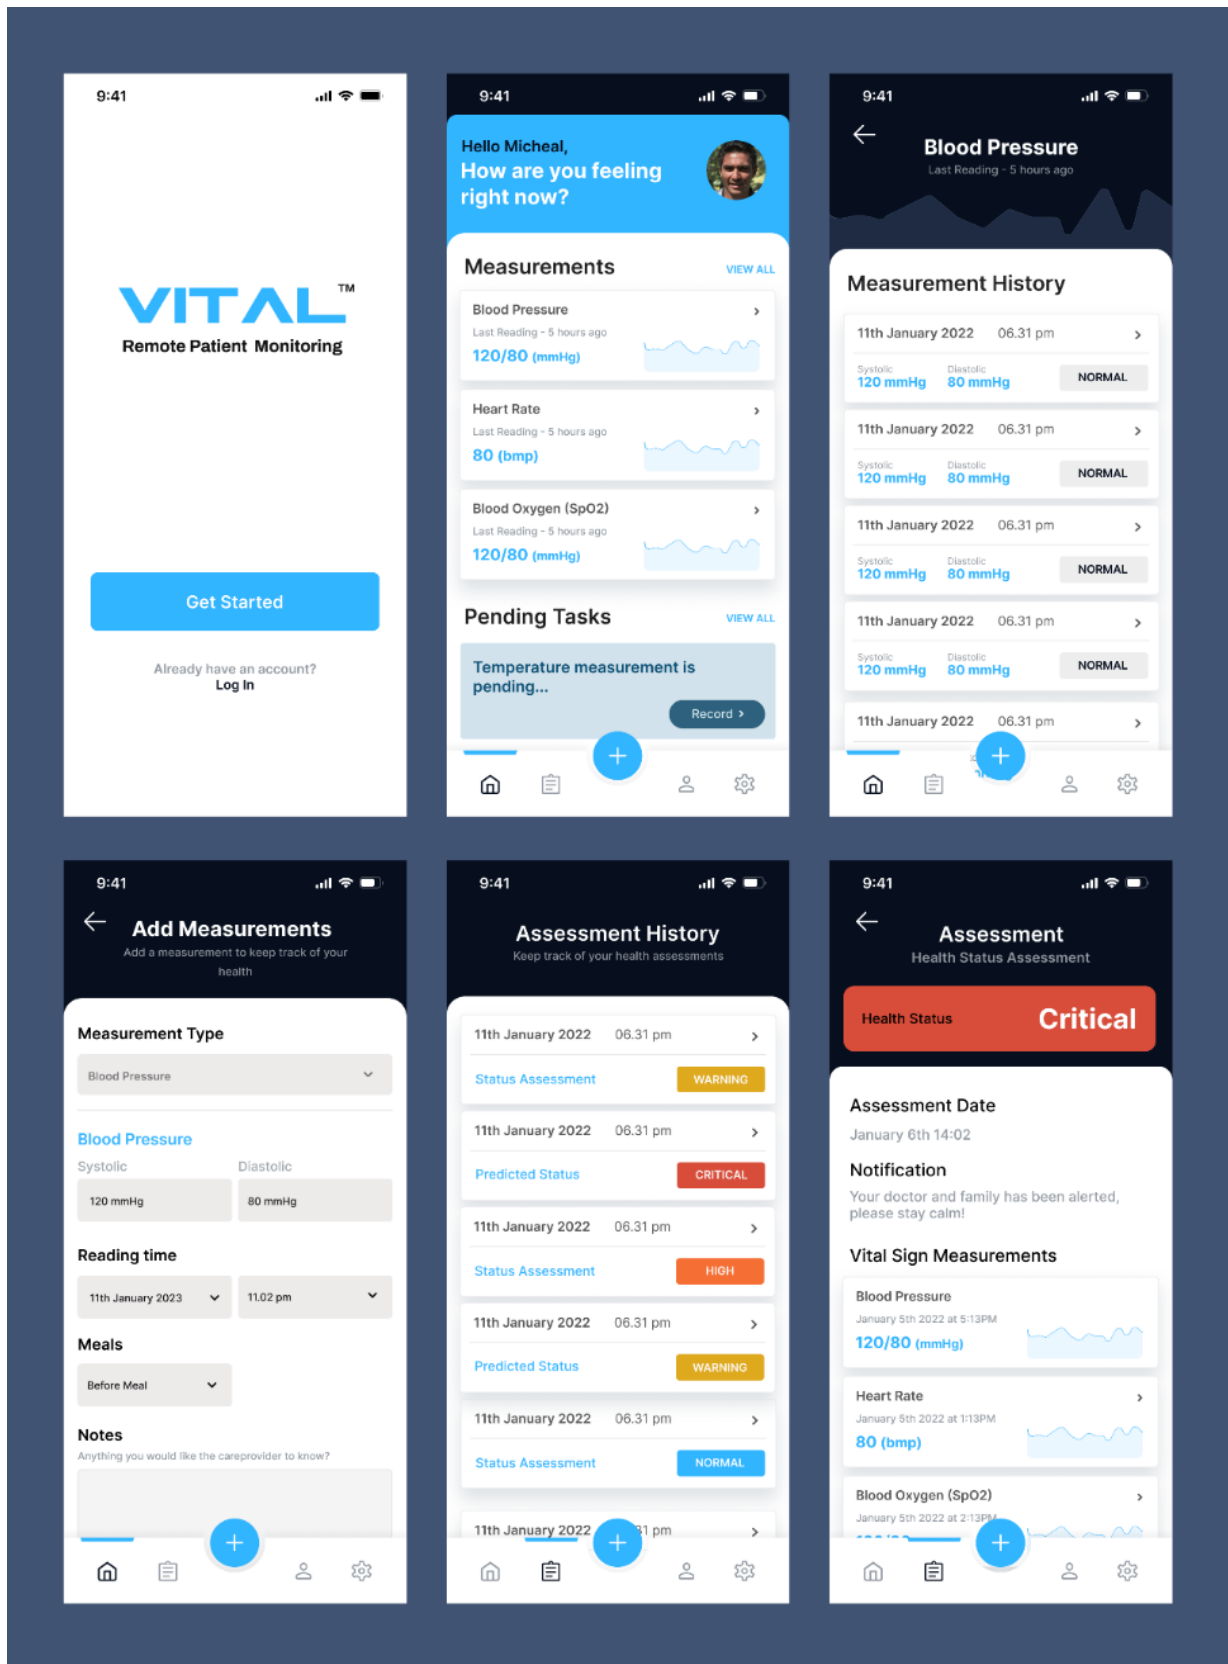 9:41
VITAL™
Remote Patient Monitoring
Get Started
Already have an account?
Log In
9:41
Hello Micheal,
How are you feeling
right now?
Measurements VIEW ALL
Blood Pressure
Last Reading - 5 hours ago
120/80 (mmHg)
Heart Rate
Last Reading - 5 hours ago
80 (bmp)
Blood Oxygen (SpO2)
Last Reading - 5 hours ago
120/80 (mmHg)
Pending Tasks VIEW ALL
Temperature measurement is
pending...
Record >
9:41
Blood Pressure
Last Reading - 5 hours ago
Measurement History
11th January 2022 06.31 pm
Systolic Diastolic
120 mmHg 80 mmHg NORMAL
11th January 2022 06.31 pm
Systolic Diastolic
120 mmHg 80 mmHg NORMAL
11th January 2022 06.31 pm
Systolic Diastolic
120 mmHg 80 mmHg NORMAL
11th January 2022 06.31 pm
Systolic Diastolic
120 mmHg 80 mmHg NORMAL
11th January 2022 06.31 pm
9:41
Add Measurements
Add a measurement to keep track of your
health
Measurement Type
Blood Pressure
Blood Pressure
Systolic Diastolic
120 mmHg 80 mmHg
Reading time
11th January 2023 11.02 pm
Meals
Before Meal
Notes
Anything you would like the careprovider to know?
9:41
Assessment History
Keep track of your health assessments
11th January 2022 06.31 pm
Status Assessment WARNING
11th January 2022 06.31 pm
Predicted Status CRITICAL
11th January 2022 06.31 pm
Status Assessment HIGH
11th January 2022 06.31 pm
Predicted Status WARNING
11th January 2022 06.31 pm
Status Assessment NORMAL
11th January 2022 31 pm
9:41
Assessment
Health Status Assessment
Health Status Critical
Assessment Date
January 6th 14:02
Notification
Your doctor and family has been alerted,
please stay calm!
Vital Sign Measurements
Blood Pressure
January 5th 2022 at 5:13PM
120/80 (mmHg)
Heart Rate
January 5th 2022 at 1:13PM
80 (bmp)
Blood Oxygen (SpO2)
January 5th 2022 at 2:13PM